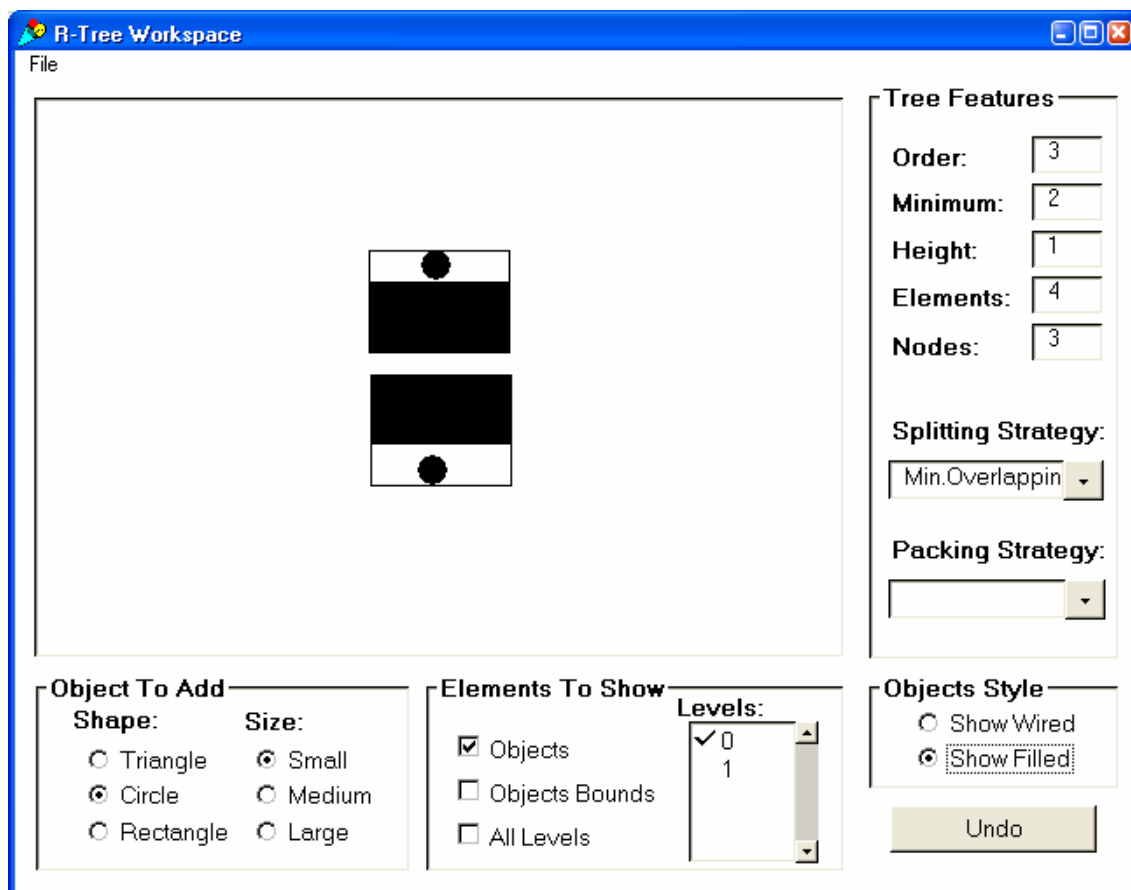 R-Tree Workspace
File
Tree Features
Order: 3
Minimum: 2
Height: 1
Elements: 4
Nodes: 3
Splitting Strategy:
Min.Overlappin
Packing Strategy:
Object To Add
Shape: Size:
Triangle Small
Circle Medium
Rectangle Large
Elements To Show
Levels:
Objects
Objects Bounds
All Levels
0
1
Objects Style
Show Wired
Show Filled
Undo